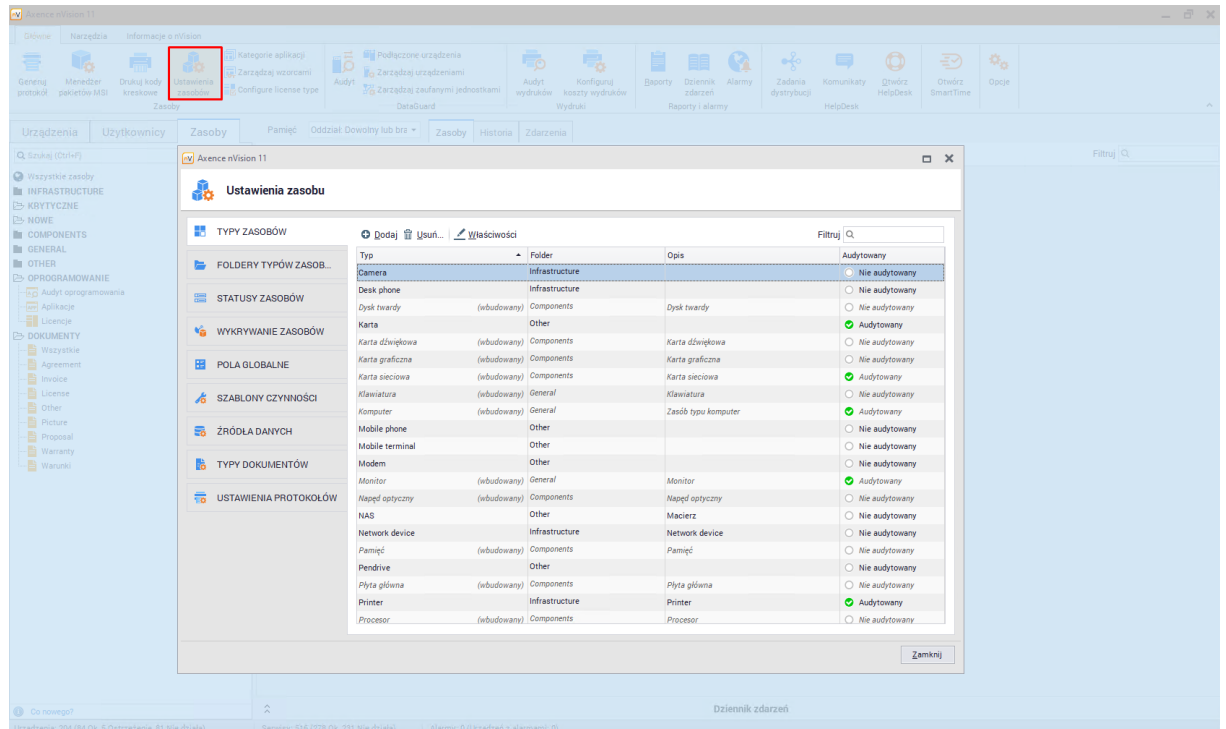 Axence nVision 11
Główne Narzędzia Informacje o nVision
Generuj protokół
Menedżer pakietów MSI
Drukuj kody kreskowe
Ustawienia zasobów
Kategorie aplikacji
Zarządzaj wzorcami
Configure license type
Zasoby
Audyt
Podłączone urządzenia
Zarządzaj urządzeniami
Zarządzaj zaufanymi jednostkami
DataGuard
Audyt wydruków
Konfiguruj koszty wydruków
Wydruki
Raporty
Dziennik zdarzeń
Alarmy
Raporty i alarmy
Zadania dystrybucji
Komunikaty
Otwórz HelpDesk
HelpDesk
Otwórz SmartTime
Opcje
Urządzenia Użytkownicy Zasoby
Pamięć Oddział: Dowolny lub bra
Zasoby Historia Zdarzenia
Szukaj (Ctrl+F)
Filtruj
Wszystkie zasoby
INFRASTRUCTURE
KRYTYCZNE
NOWE
COMPONENTS
GENERAL
OTHER
OPROGRAMOWANIE
Audyt oprogramowania
Aplikacje
Licencje
DOKUMENTY
Wszystkie
Agreement
Invoice
License
Other
Picture
Proposal
Warranty
Warunki
Axence nVision 11
Ustawienia zasobu
TYPY ZASOBÓW
FOLDERY TYPÓW ZASOB...
STATUSY ZASOBÓW
WYKRYWANIE ZASOBÓW
POLA GLOBALNE
SZABLONY CZYNNOŚCI
ŹRÓDŁA DANYCH
TYPY DOKUMENTÓW
USTAWIENIA PROTOKOŁÓW
Dodaj Usuń... Właściwości Filtruj
Typ Folder Opis Audytowany
Camera Infrastructure Nie audytowany
Desk phone Infrastructure Nie audytowany
Dysk twardy (wbudowany) Components Dysk twardy Nie audytowany
Karta Other Audytowany
Karta dźwiękowa (wbudowany) Components Karta dźwiękowa Nie audytowany
Karta graficzna (wbudowany) Components Karta graficzna Nie audytowany
Karta sieciowa (wbudowany) Components Karta sieciowa Audytowany
Klawiatura (wbudowany) General Klawiatura Nie audytowany
Komputer (wbudowany) General Zasób typu komputer Audytowany
Mobile phone Other Nie audytowany
Mobile terminal Other Nie audytowany
Modem Other Nie audytowany
Monitor (wbudowany) General Monitor Audytowany
Napęd optyczny (wbudowany) Components Napęd optyczny Nie audytowany
NAS Other Macierz Nie audytowany
Network device Infrastructure Network device Nie audytowany
Pamięć (wbudowany) Components Pamięć Nie audytowany
Pendrive Other Nie audytowany
Płyta główna (wbudowany) Components Płyta główna Nie audytowany
Printer Infrastructure Printer Audytowany
Procesor (wbudowany) Components Procesor Nie audytowany
Zamknij
Co nowego?
Dziennik zdarzeń